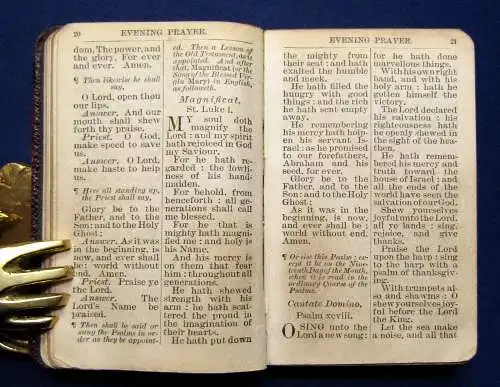 20 EVENING PRAYER.
dom, The power, and
the glory, For ever
and ever. Amen.
¶ Then likewise he shall
say,
O Lord, open thou
our lips.
Answer. And our
mouth shall shew
forth thy praise.
Priest. O God,
make speed to save
us.
Answer. O Lord,
make haste to help
us.
¶ Here all standing up,
the Priest shall say,
Glory be to the
Father, and to the
Son: and to the Holy
Ghost;
Answer. As it was
in the beginning, is
now, and ever shall
be: world without
end. Amen.
Priest. Praise ye
the Lord.
Answer. The
Lord's Name be
praised.
¶ Then shall be said or
sung the Psalms in or-
der as they be appoint-
ed. Then a Lesson of
the Old Testament, as
is appointed. And af-
ter that, Magnificat (or
the Song of the Blessed Vir-
gin Mary) in English,
as followeth.
Magnificat.
St. Luke i.
MY soul doth
magnify the
Lord: and my spirit
hath rejoiced in God
my Saviour.
For he hath re-
garded: the lowli-
ness of his hand-
maiden.
For behold, from
henceforth: all ge-
nerations shall call
me blessed.
For he that is
mighty hath magni-
fied me: and holy is
his Name.
And his mercy is
on them that fear
him: throughout all
generations.
He hath shewed
strength with his
arm: he hath scat-
tered the proud in
the imagination of
their hearts.
He hath put down
EVENING PRAYER. 21
the mighty from
their seat: and hath
exalted the humble
and meek.
He hath filled the
hungry with good
things: and the rich
he hath sent empty
away.
He remembering
his mercy hath holp-
en his servant Is-
rael: as he promised
to our forefathers,
Abraham and his
seed, for ever.
Glory be to the
Father, and to the
Son: and to the Holy
Ghost;
As it was in the
beginning, is now,
and ever shall be:
world without end.
Amen.
¶ Or else this Psalm; ex-
cept it be on the Nine-
teenth Day of the Month,
when it is read in the
ordinary Course of the
Psalms.
Cantate Domino.
Psalm xcviii.
O SING unto the
Lord a new song:
for he hath done
marvellous things.
With his own right
hand, and with his
holy arm: hath he
gotten himself the
victory.
The Lord declared
his salvation: his
righteousness hath
he openly shewed in
the sight of the hea-
then.
He hath remem-
bered his mercy and
truth toward the
house of Israel: and
all the ends of the
world have seen the
salvation of our God.
Shew yourselves
joyful unto the Lord,
all ye lands: sing,
rejoice, and give
thanks.
Praise the Lord
upon the harp: sing
to the harp with a
psalm of thanksgiv-
ing.
With trumpets
also and shawms: O
shew yourselves joy-
ful before the Lord
the King.
Let the sea make
a noise, and all that